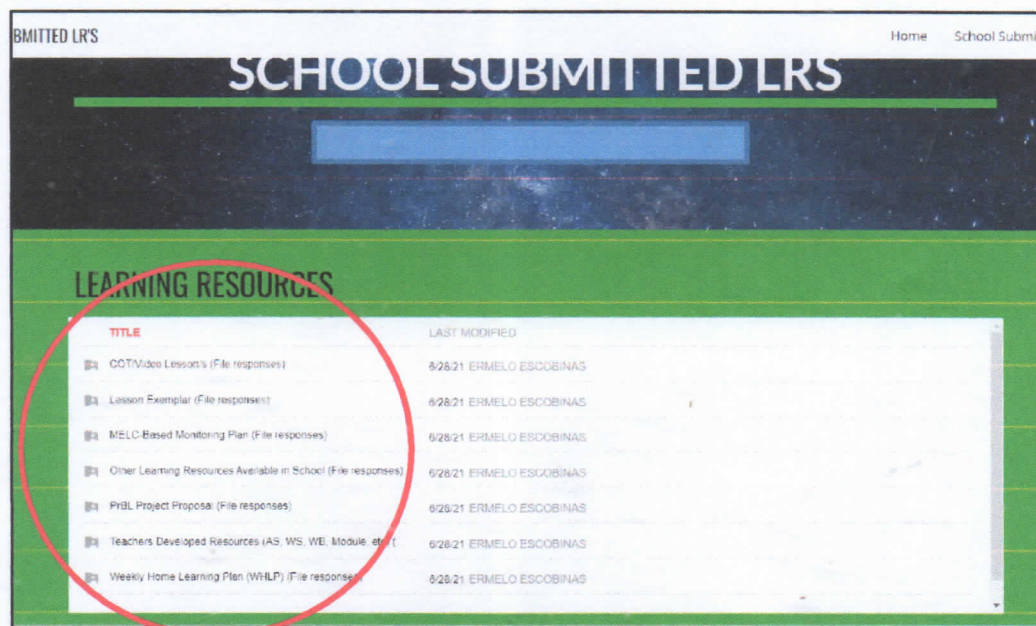 BMITTED LR'S
Home School Submi
SCHOOL SUBMITTED LRS
LEARNING RESOURCES
TITLE LAST MODIFIED
COT/Video Lesson's (File responses) 6/28/21 ERMELO ESCOBINAS
Lesson Exemplar (File responses) 6/28/21 ERMELO ESCOBINAS
MELC-Based Monitoring Plan (File responses) 6/28/21 ERMELO ESCOBINAS
Other Learning Resources Available in School (File responses) 6/28/21 ERMELO ESCOBINAS
PrBL Project Proposal (File responses) 6/28/21 ERMELO ESCOBINAS
Teachers Developed Resources (AS, WS, WB, Module, etc) ( 6/28/21 ERMELO ESCOBINAS
Weekly Home Learning Plan (WHLP) (File responses) 6/28/21 ERMELO ESCOBINAS